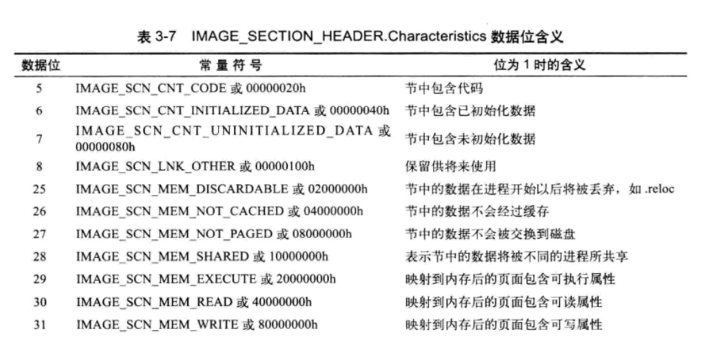 表 3-7 IMAGE_SECTION_HEADER.Characteristics 数据位含义
数据位 常量符号 位为 1 时的含义
5 IMAGE_SCN_CNT_CODE 或 00000020h 节中包含代码
6 IMAGE_SCN_CNT_INITIALIZED_DATA 或 00000040h 节中包含已初始化数据
7 IMAGE_SCN_CNT_UNINITIALIZED_DATA 或 00000080h 节中包含未初始化数据
8 IMAGE_SCN_LNK_OTHER 或 00000100h 保留供将来使用
25 IMAGE_SCN_MEM_DISCARDABLE 或 02000000h 节中的数据在进程开始以后将被丢弃，如 .reloc
26 IMAGE_SCN_MEM_NOT_CACHED 或 04000000h 节中的数据不会经过缓存
27 IMAGE_SCN_MEM_NOT_PAGED 或 08000000h 节中的数据不会被交换到磁盘
28 IMAGE_SCN_MEM_SHARED 或 10000000h 表示节中的数据将被不同的进程所共享
29 IMAGE_SCN_MEM_EXECUTE 或 20000000h 映射到内存后的页面包含可执行属性
30 IMAGE_SCN_MEM_READ 或 40000000h 映射到内存后的页面包含可读属性
31 IMAGE_SCN_MEM_WRITE 或 80000000h 映射到内存后的页面包含可写属性